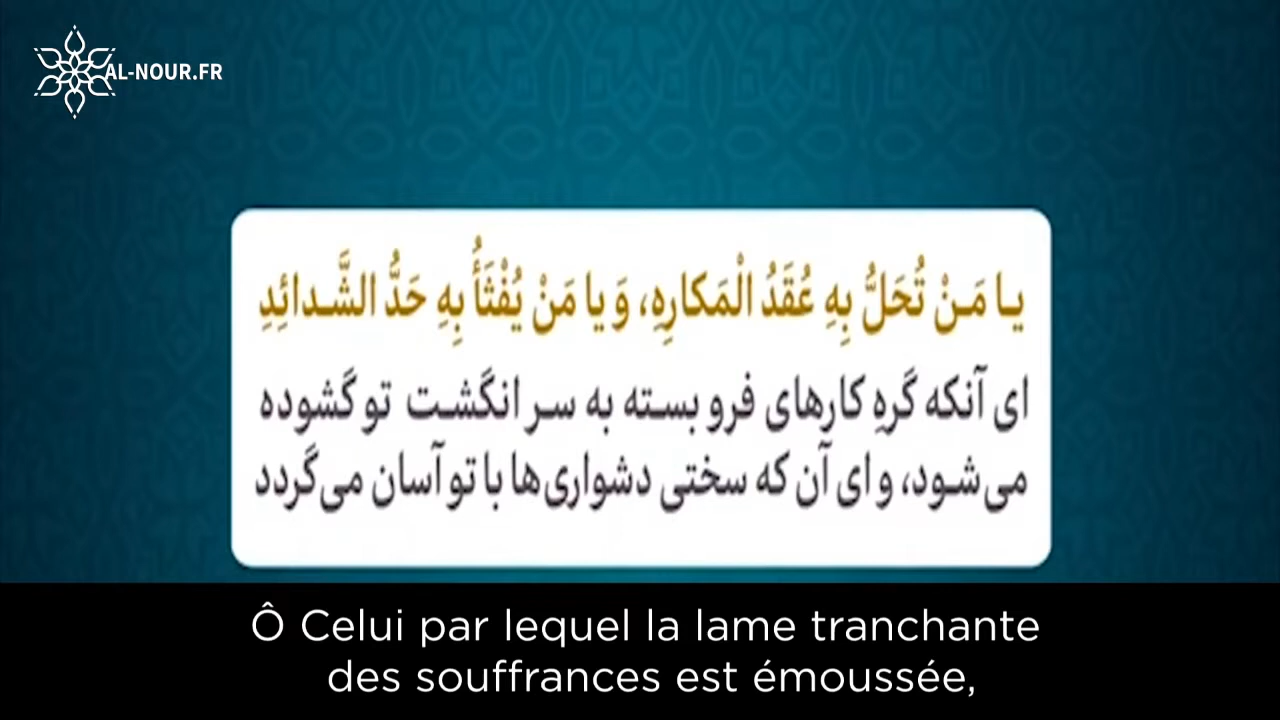 AL-NOUR.FR
يا مَنْ تُحَلُّ بِهِ عُقَدُ الْمَكارِهِ، وَ يا مَنْ يُفْثَأُ بِهِ حَدُّ الشَّدائِدِ
ای آنکه گرهِ کارهای فرو بسته به سر انگشت تو گشوده
می‌شود، و ای آن که سختی دشواری‌ها با تو آسان می‌گردد
Ô Celui par lequel la lame tranchante
des souffrances est émoussée,